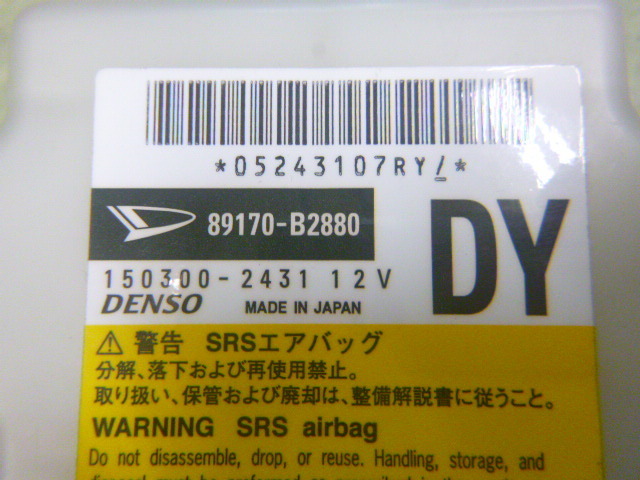 *05243107RY/*
89170-B2880
DY
150300-2431 12V
DENSO MADE IN JAPAN
⚠ 警告 SRSエアバッグ
分解、落下および再使用禁止。
取り扱い、保管および廃却は、整備解説書に従うこと。
WARNING SRS airbag
Do not disassemble, drop, or reuse. Handling, storage, and